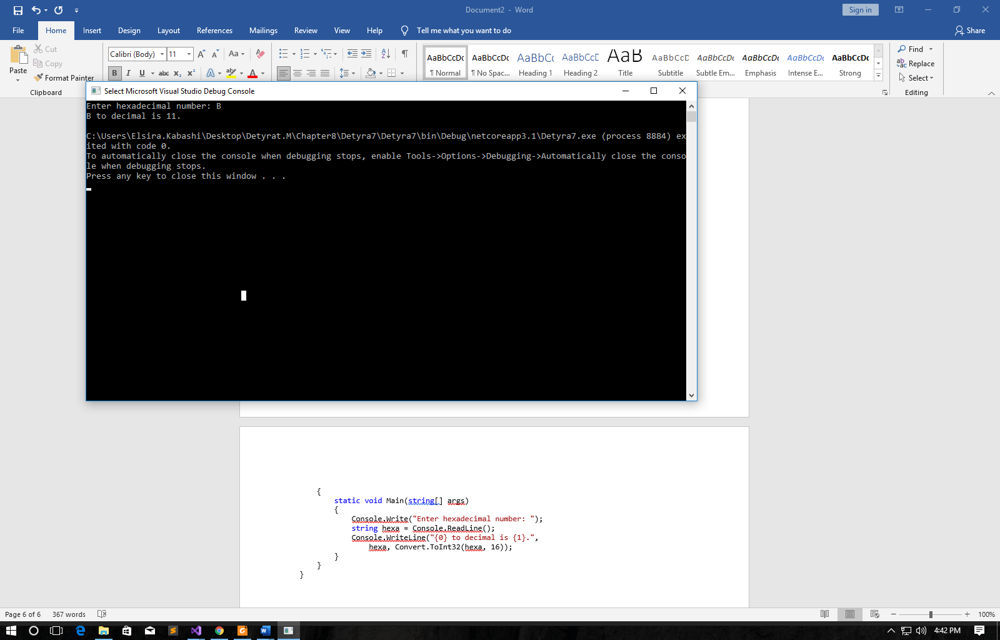 Document2 - Word
Sign in
File Home Insert Design Layout References Mailings Review View Help Tell me what you want to do Share
Paste
Cut
Copy
Format Painter
Clipboard
Calibri (Body) 11 Aa
B I U abc x₂ x²
AaBbCcDc AaBbCcDc AaBbCc AaBbCcD AaB AaBbCcD AaBbCcDc AaBbCcDc AaBbCcDc AaBbCcDc
¶ Normal ¶ No Spac... Heading 1 Heading 2 Title Subtitle Subtle Em... Emphasis Intense E... Strong
Find
Replace
Select
Editing
Select Microsoft Visual Studio Debug Console
Enter hexadecimal number: B
B to decimal is 11.
C:\Users\Elsira.Kabashi\Desktop\Detyrat.M\Chapter8\Detyra7\Detyra7\bin\Debug\netcoreapp3.1\Detyra7.exe (process 8884) ex
ited with code 0.
To automatically close the console when debugging stops, enable Tools->Options->Debugging->Automatically close the conso
le when debugging stops.
Press any key to close this window . . .
{
static void Main(string[] args)
{
Console.Write("Enter hexadecimal number: ");
string hexa = Console.ReadLine();
Console.WriteLine("{0} to decimal is {1}.",
hexa, Convert.ToInt32(hexa, 16));
}
}
}
Page 6 of 6 367 words 100%
4:42 PM